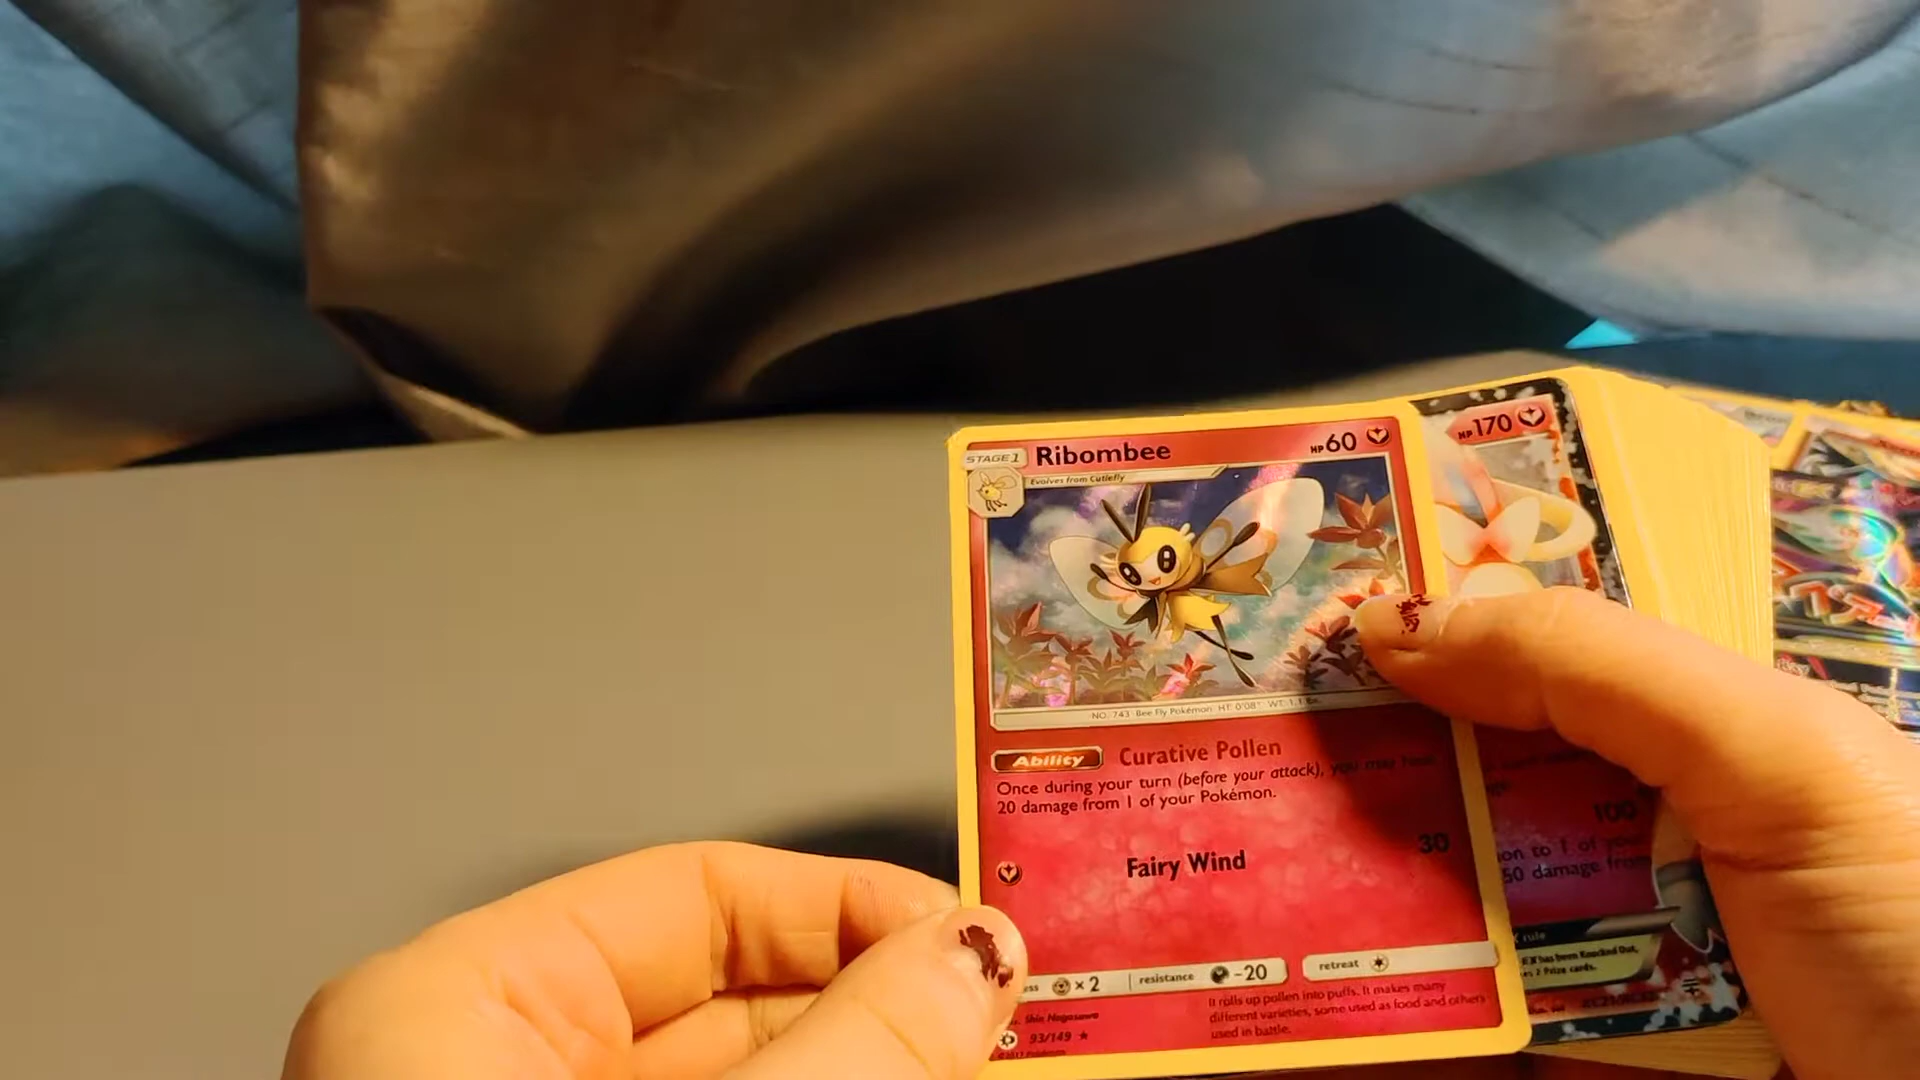 STAGE 1 Ribombee HP 60
Evolves from Cutiefly
NO. 743 Bee Fly Pokémon HT: 0'08" WT: 1.1 lbs.
Ability Curative Pollen
Once during your turn (before your attack), you may heal
20 damage from 1 of your Pokémon.
Fairy Wind 30
ess × 2 resistance -20 retreat
It rolls up pollen into puffs. It makes many
different varieties, some used as food and others
used in battle.
Shin Nagasawa
93/149
©2017 Pokémon
HP 170
100
on to 1 of your
50 damage from
X rule
EX has been Knocked Out,
2 Prize cards.